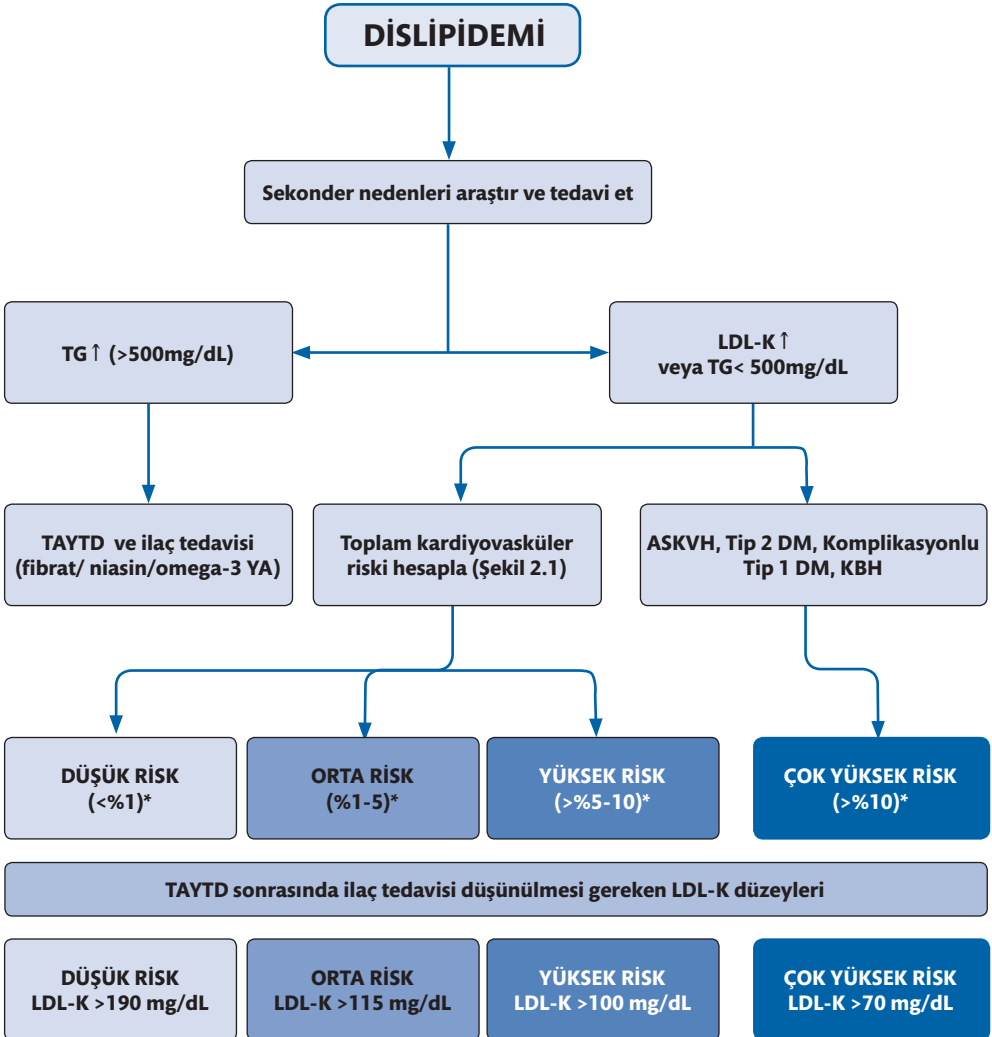 DİSLİPİDEMİ
Sekonder nedenleri araştır ve tedavi et
TG↑ (>500mg/dL)
LDL-K↑
veya TG< 500mg/dL
TAYTD ve ilaç tedavisi
(fibrat/ niasin/omega-3 YA)
Toplam kardiyovasküler
riski hesapla (Şekil 2.1)
ASKVH, Tip 2 DM, Komplikasyonlu
Tip 1 DM, KBH
DÜŞÜK RİSK
(<%1)*
ORTA RİSK
(%1-5)*
YÜKSEK RİSK
(>%5-10)*
ÇOK YÜKSEK RİSK
(>%10)*
TAYTD sonrasında ilaç tedavisi düşünülmesi gereken LDL-K düzeyleri
DÜŞÜK RİSK
LDL-K >190 mg/dL
ORTA RİSK
LDL-K >115 mg/dL
YÜKSEK RİSK
LDL-K >100 mg/dL
ÇOK YÜKSEK RİSK
LDL-K >70 mg/dL